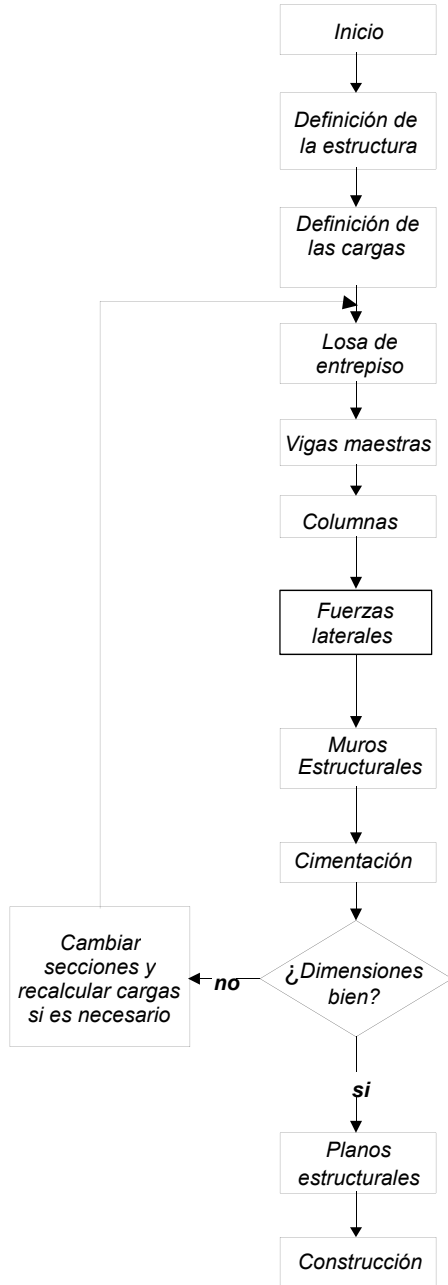 Inicio
Definición de
la estructura
Definición de
las cargas
Losa de
entrepiso
Vigas maestras
Columnas
Fuerzas
laterales
Muros
Estructurales
Cimentación
Cambiar
secciones y
recalcular cargas
si es necesario
no
¿Dimensiones
bien?
si
Planos
estructurales
Construcción